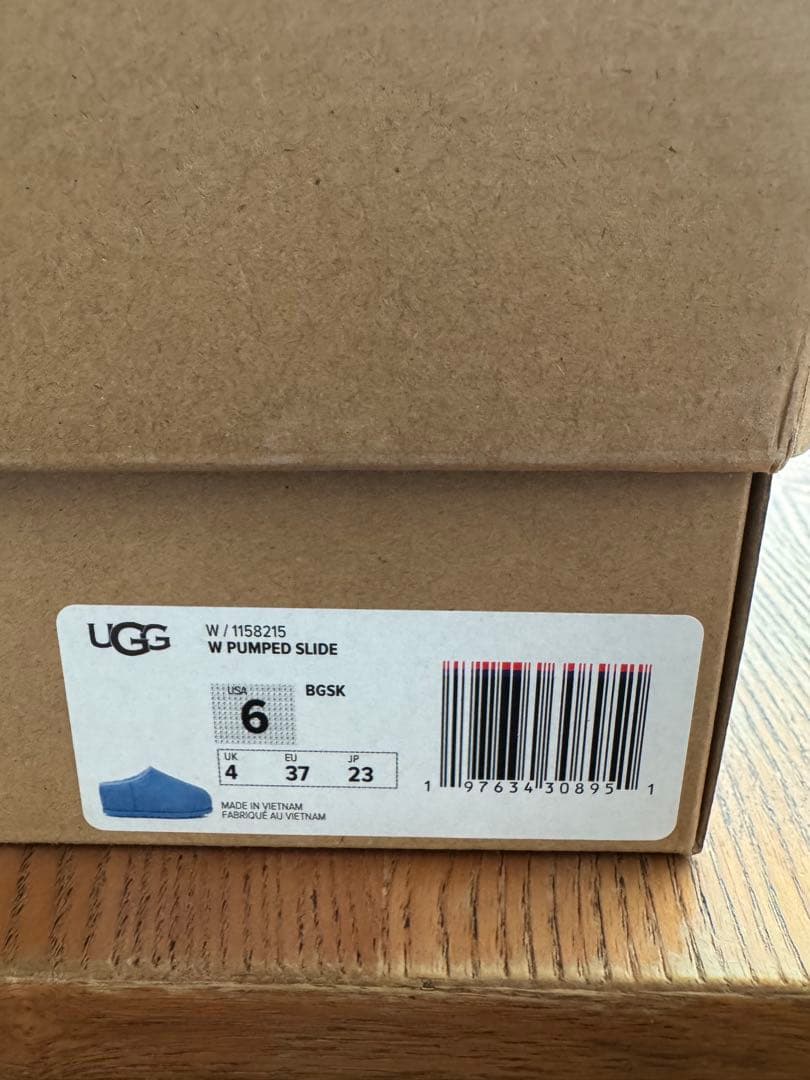 UGG
W / 1158215
W PUMPED SLIDE
USA
6
BGSK
UK EU JP
4 37 23
MADE IN VIETNAM
FABRIQUÉ AU VIETNAM
1 97634 30895 1